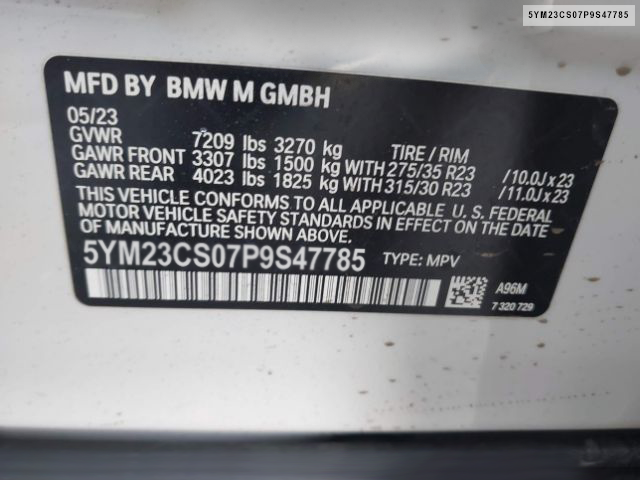 5YM23CS07P9S47785
MFD BY BMW M GMBH
05/23
GVWR 7209 lbs 3270 kg TIRE / RIM
GAWR FRONT 3307 lbs 1500 kg WITH 275/35 R23 /10.0J x 23
GAWR REAR 4023 lbs 1825 kg WITH 315/30 R23 /11.0J x 23
THIS VEHICLE CONFORMS TO ALL APPLICABLE U. S. FEDERAL
MOTOR VEHICLE SAFETY STANDARDS IN EFFECT ON THE DATE
OF MANUFACTURE SHOWN ABOVE.
5YM23CS07P9S47785 TYPE: MPV
A96M
7 320 729